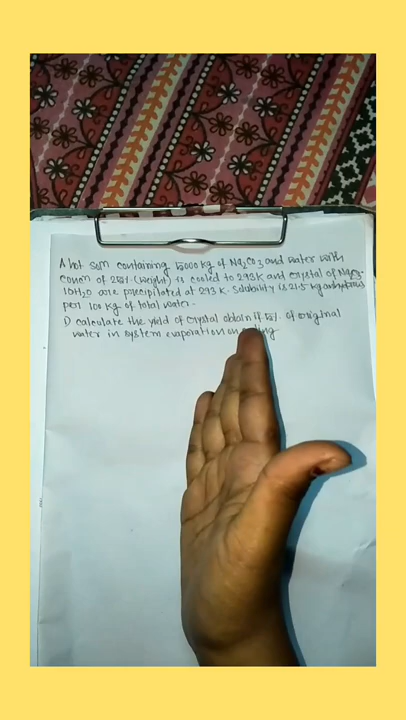 A hot soln containing 5000 kg of Na2CO3 and water with
concn of 25% (weight) is cooled to 293K and crystal of Na2CO3.
10H2O are precipitated at 293 K. Solubility is 21.5 kg anhydrous
per 100 kg of total water.
1) calculate the yield of crystal obtain if 5% of original
water in system evaporation on cooling